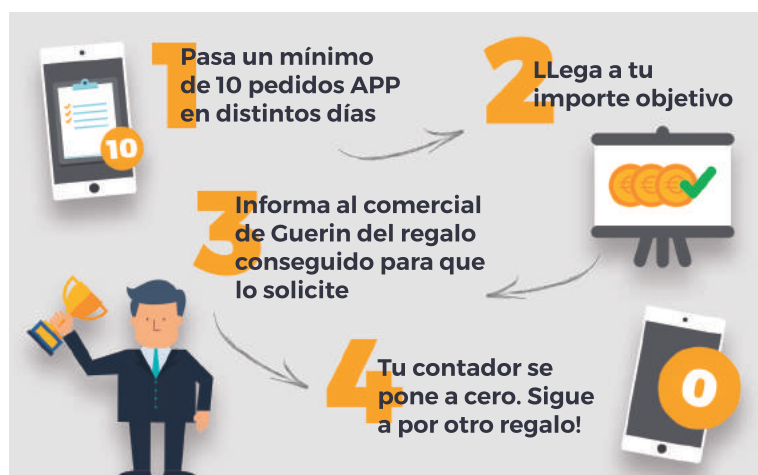 1
Pasa un mínimo
de 10 pedidos APP
en distintos días
10
2
LLega a tu
importe objetivo
€€€
3
Informa al comercial
de Guerin del regalo
conseguido para que
lo solicite
4
Tu contador se
pone a cero. Sigue
a por otro regalo!
0